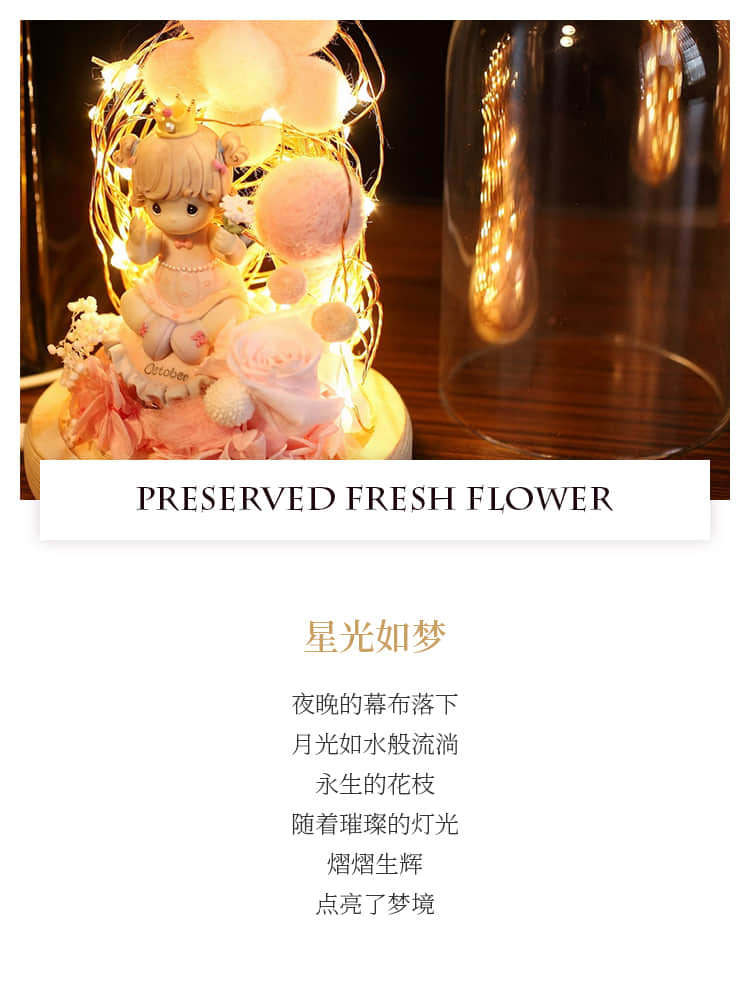 October
PRESERVED FRESH FLOWER
星光如梦
夜晚的幕布落下
月光如水般流淌
永生的花枝
随着璀璨的灯光
熠熠生辉
点亮了梦境